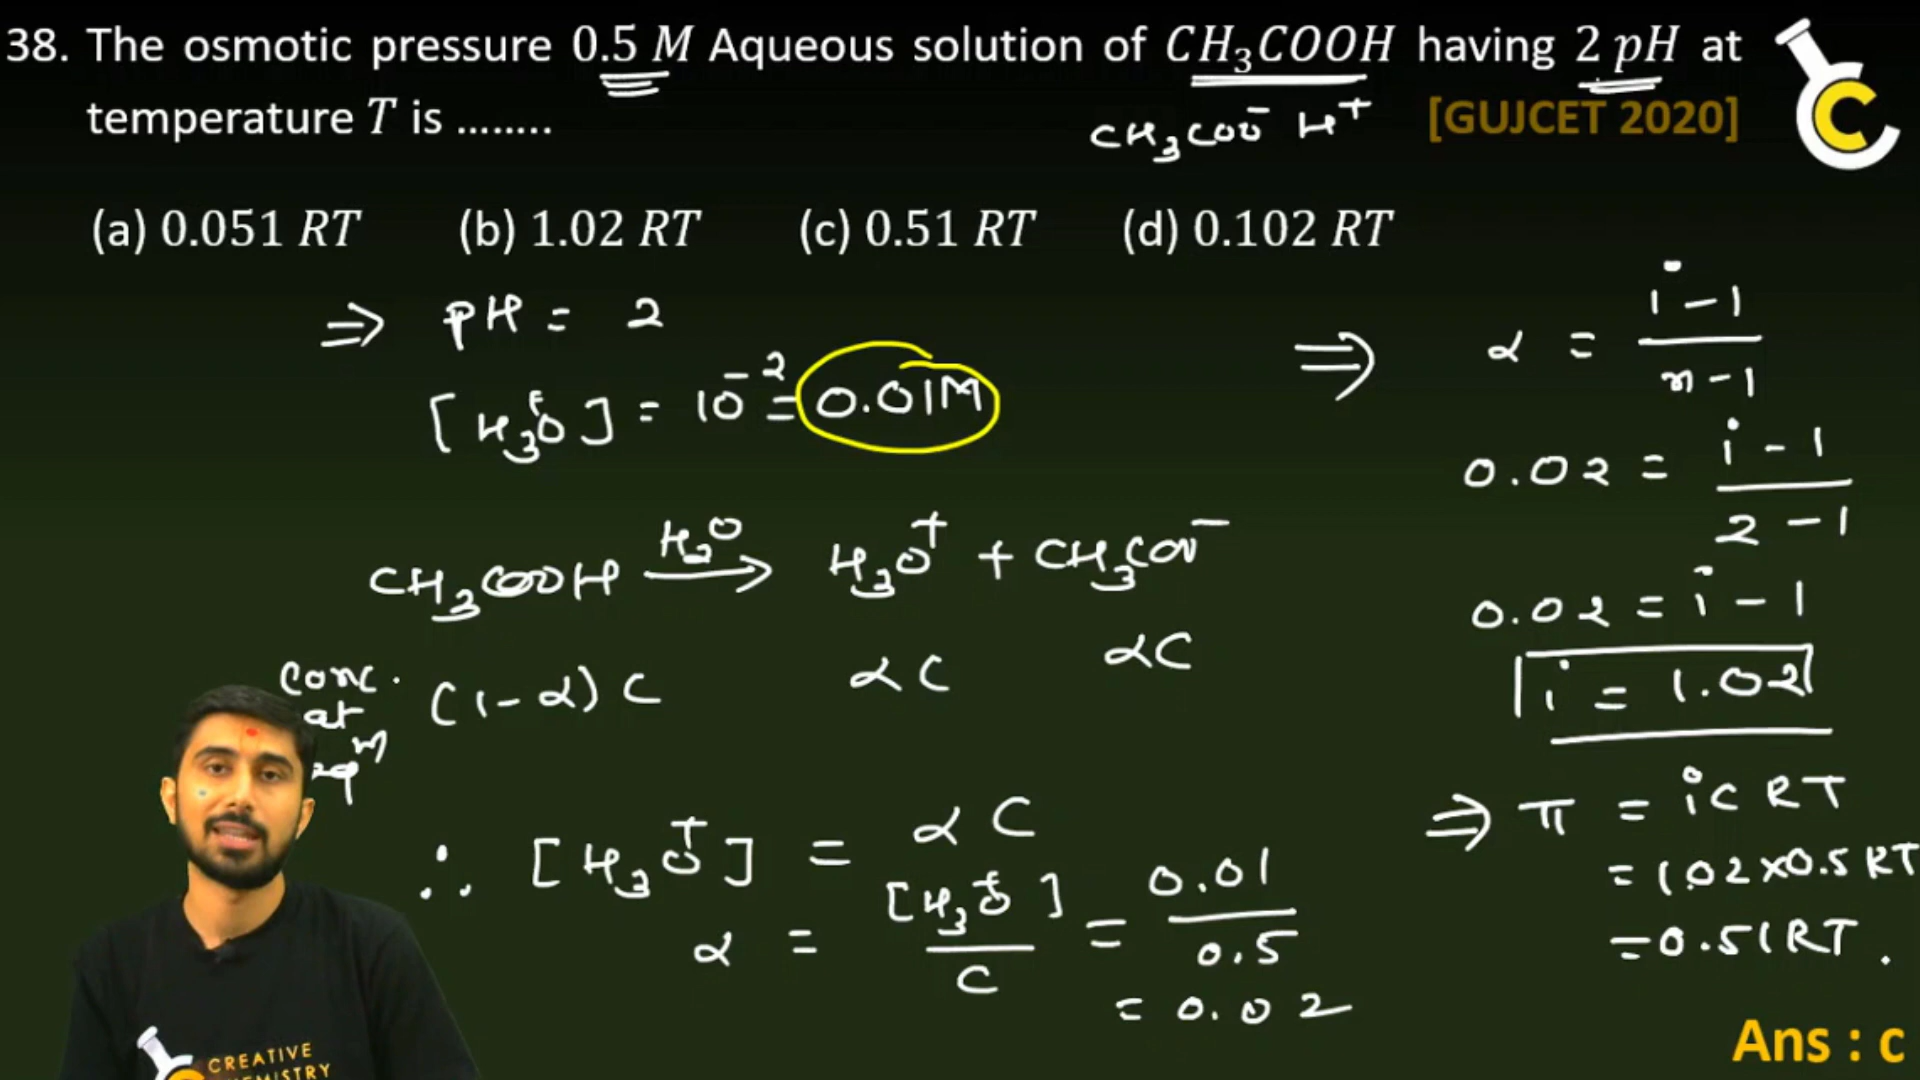 38. The osmotic pressure 0.5 M Aqueous solution of CH₃COOH having 2 pH at
temperature T is ........
CH₃COO⁻ H⁺
[GUJCET 2020]
(a) 0.051 RT (b) 1.02 RT (c) 0.51 RT (d) 0.102 RT
⇒ pH = 2
[H₃O⁺] = 10⁻² = 0.01M
CH₃COOH —H₂O→ H₃O⁺ + CH₃COO⁻
Conc. at eqᵐ (1-α) C αC αC
∴ [H₃O⁺] = αC
α = [H₃O⁺] / C = 0.01 / 0.5
= 0.02
⇒ α = i-1 / n-1
0.02 = i-1 / 2-1
0.02 = i-1
i = 1.02
⇒ π = iCRT
= 1.02×0.5 RT
= 0.51RT.
Ans : c
CREATIVE
CHEMISTRY